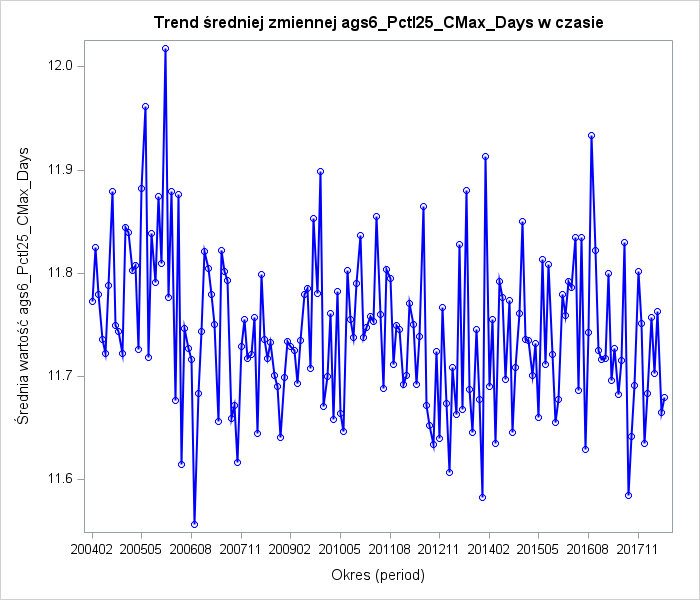 Trend średniej zmiennej ags6_Pctl25_CMax_Days w czasie
Średnia wartość ags6_Pctl25_CMax_Days
12.0
11.9
11.8
11.7
11.6
200402 200505 200608 200711 200902 201005 201108 201211 201402 201505 201608 201711
Okres (period)